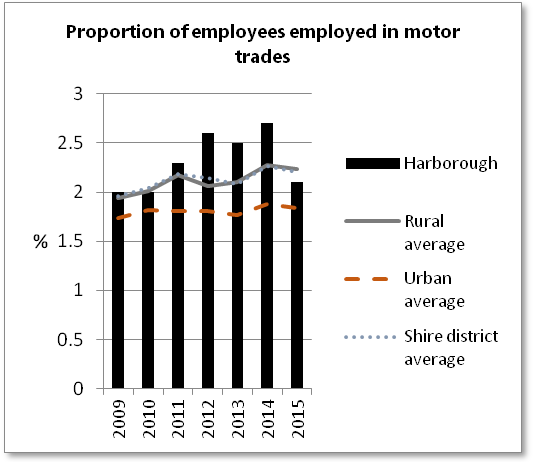 Proportion of employees employed in motor
trades
3
2.5
2
1.5
1
0.5
0
%
2009
2010
2011
2012
2013
2014
2015
Harborough
Rural
average
Urban
average
Shire district
average